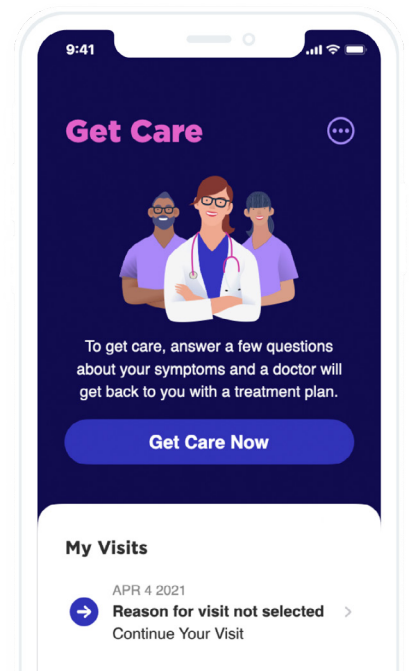 9:41
Get Care
To get care, answer a few questions
about your symptoms and a doctor will
get back to you with a treatment plan.
Get Care Now
My Visits
APR 4 2021
Reason for visit not selected
Continue Your Visit